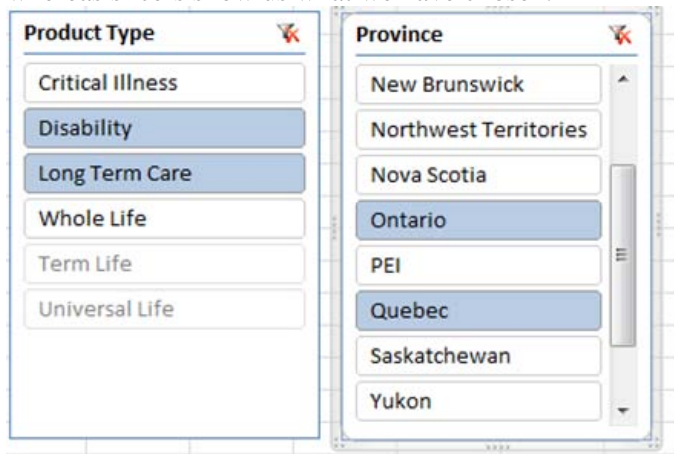 Product Type
Critical Illness
Disability
Long Term Care
Whole Life
Term Life
Universal Life
Province
New Brunswick
Northwest Territories
Nova Scotia
Ontario
PEI
Quebec
Saskatchewan
Yukon